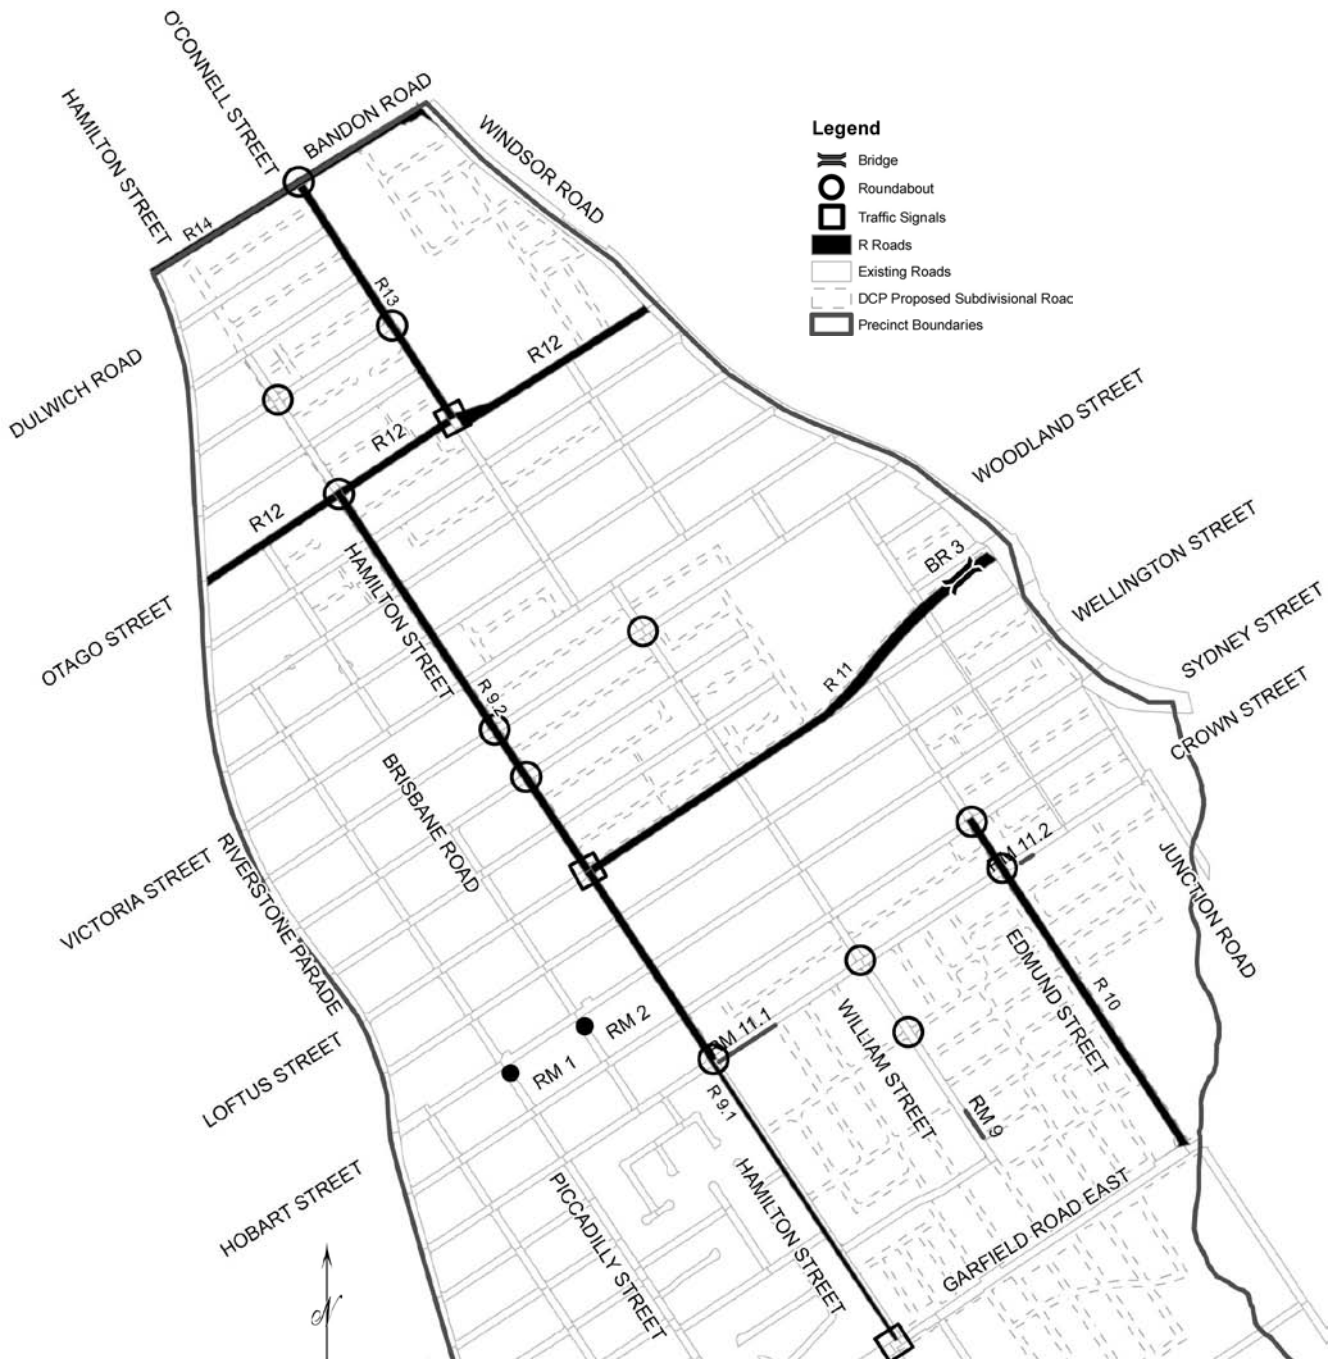 O'CONNELL STREET
HAMILTON STREET
BANDON ROAD
WINDSOR ROAD
Legend
Bridge
Roundabout
Traffic Signals
R Roads
Existing Roads
DCP Proposed Subdivisional Roac
Precinct Boundaries
R14
R13
R12
DULWICH ROAD
R12
R12
WOODLAND STREET
BR 3
WELLINGTON STREET
HAMILTON STREET
OTAGO STREET
SYDNEY STREET
R 11
R 9.2
CROWN STREET
BRISBANE ROAD
VICTORIA STREET
RIVERSTONE PARADE
RM 11.2
JUNCTION ROAD
EDMUND STREET
R 10
RM 2
RM 11.1
WILLIAM STREET
LOFTUS STREET
RM 1
R 9.1
RM 9
HOBART STREET
PICCADILLY STREET
HAMILTON STREET
GARFIELD ROAD EAST
N